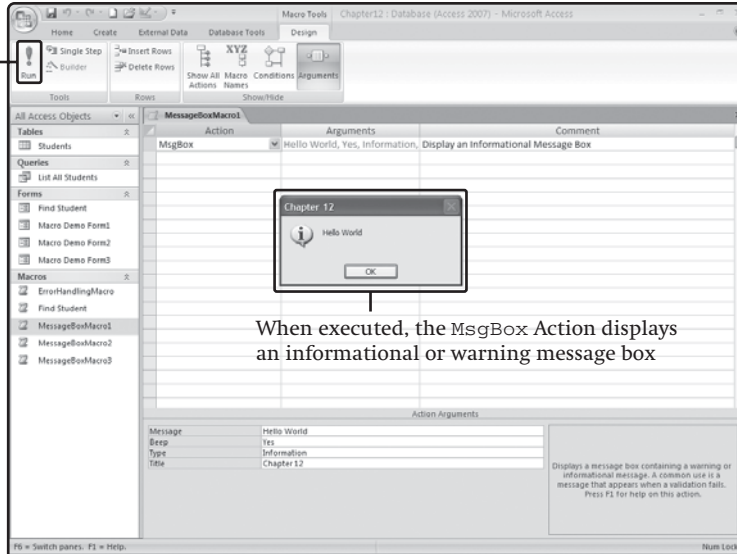 Macro Tools
Chapter12 : Database (Access 2007) - Microsoft Access
Home Create External Data Database Tools Design
Run
Single Step
Builder
Tools
Insert Rows
Delete Rows
Rows
Show All Actions
XYZ
Macro Names
Conditions
Arguments
Show/Hide
All Access Objects
Tables
Students
Queries
List All Students
Forms
Find Student
Macro Demo Form1
Macro Demo Form2
Macro Demo Form3
Macros
ErrorHandlingMacro
Find Student
MessageBoxMacro1
MessageBoxMacro2
MessageBoxMacro3
MessageBoxMacro1
Action Arguments Comment
MsgBox Hello World, Yes, Information, Display an Informational Message Box
Chapter 12
Hello World
OK
When executed, the MsgBox Action displays
an informational or warning message box
Action Arguments
Message Hello World
Beep Yes
Type Information
Title Chapter 12
Displays a message box containing a warning or
informational message. A common use is a
message that appears when a validation fails.
Press F1 for help on this action.
F6 = Switch panes. F1 = Help.
Num Lock